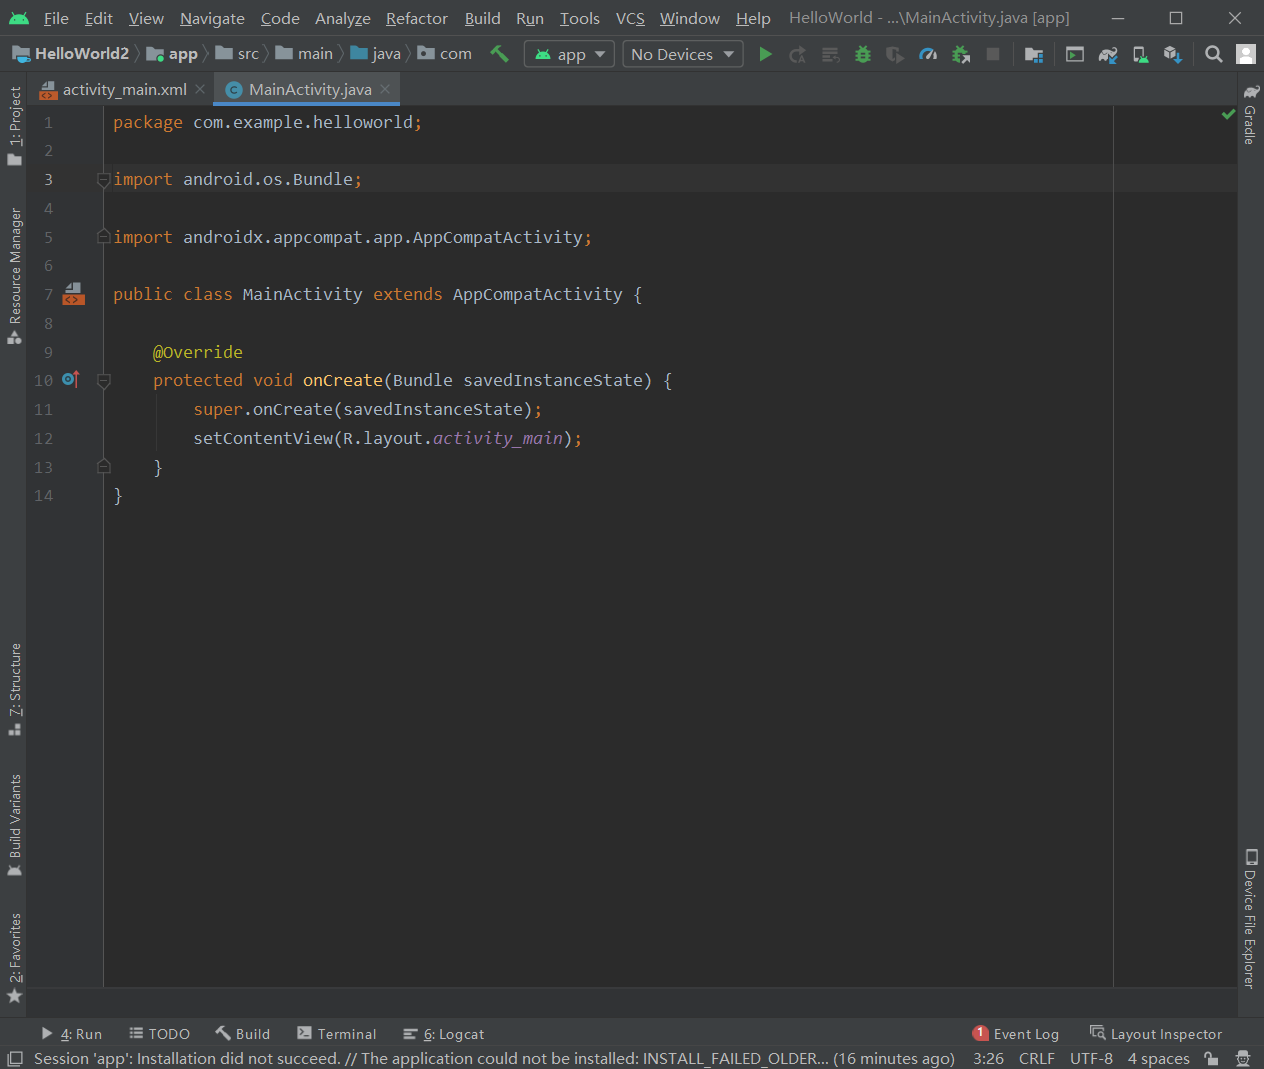 File Edit View Navigate Code Analyze Refactor Build Run Tools VCS Window Help HelloWorld - ...\MainActivity.java [app]
HelloWorld2 app src main java com app No Devices
activity_main.xml MainActivity.java
1 package com.example.helloworld;
2
3 import android.os.Bundle;
4
5 import androidx.appcompat.app.AppCompatActivity;
6
7 public class MainActivity extends AppCompatActivity {
8
9 @Override
10 protected void onCreate(Bundle savedInstanceState) {
11 super.onCreate(savedInstanceState);
12 setContentView(R.layout.activity_main);
13 }
14 }
1: Project
Resource Manager
7: Structure
Build Variants
2: Favorites
Gradle
Device File Explorer
4: Run TODO Build Terminal 6: Logcat 1 Event Log Layout Inspector
Session 'app': Installation did not succeed. // The application could not be installed: INSTALL_FAILED_OLDER... (16 minutes ago) 3:26 CRLF UTF-8 4 spaces